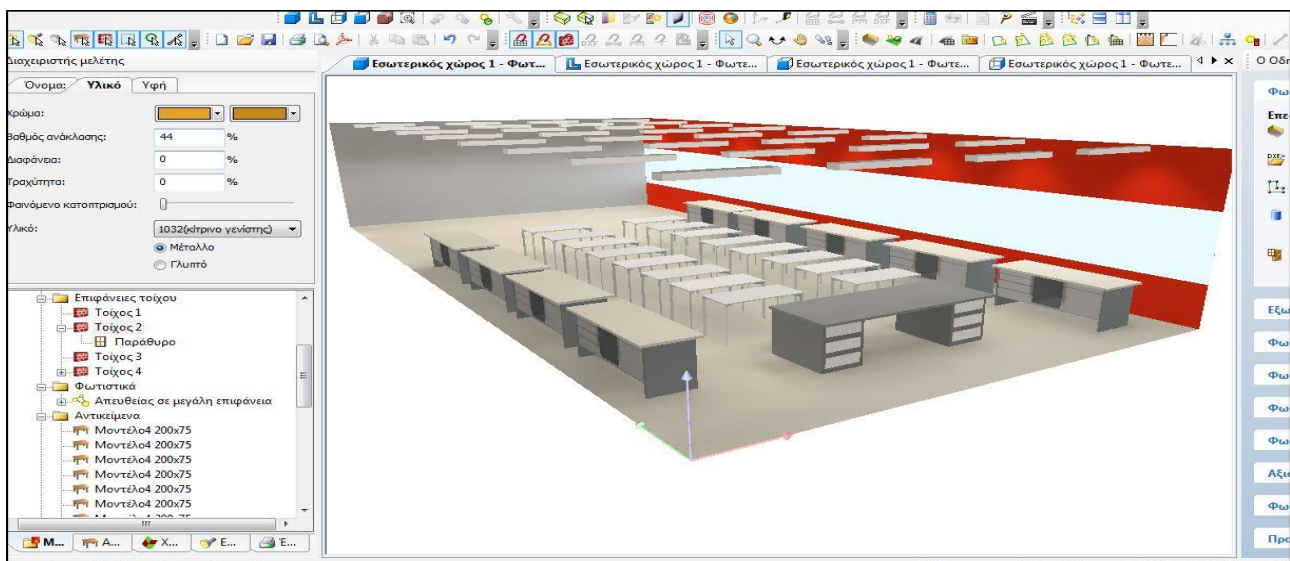 Διαχειριστής μελέτης
Εσωτερικός χώρος 1 - Φωτ...
Εσωτερικός χώρος 1 - Φωτε...
Εσωτερικός χώρος 1 - Φωτε...
Εσωτερικός χώρος 1 - Φωτε...
Όνομα:
Υλικό
Υφή
Χρώμα:
Βαθμός ανάκλασης:
44
%
Διαφάνεια:
0
%
Τραχύτητα:
0
%
Φαινόμενο κατοπτρισμού:
Υλικό:
1032(κίτρινο γενίστης)
Μέταλλο
Γλυπτό
Επιφάνειες τοίχου
Τοίχος 1
Τοίχος 2
Παράθυρο
Τοίχος 3
Τοίχος 4
Φωτιστικά
Απευθείας σε μεγάλη επιφάνεια
Αντικείμενα
Μοντέλο4 200x75
Μοντέλο4 200x75
Μοντέλο4 200x75
Μοντέλο4 200x75
Μοντέλο4 200x75
Μοντέλο4 200x75
Μ...
Α...
Χ...
Ε...
Έ...
Ο Οδη
Φω
Επε
DXF
Εξω
Φω
Φω
Φω
Φω
Αξι
Φω
Προ